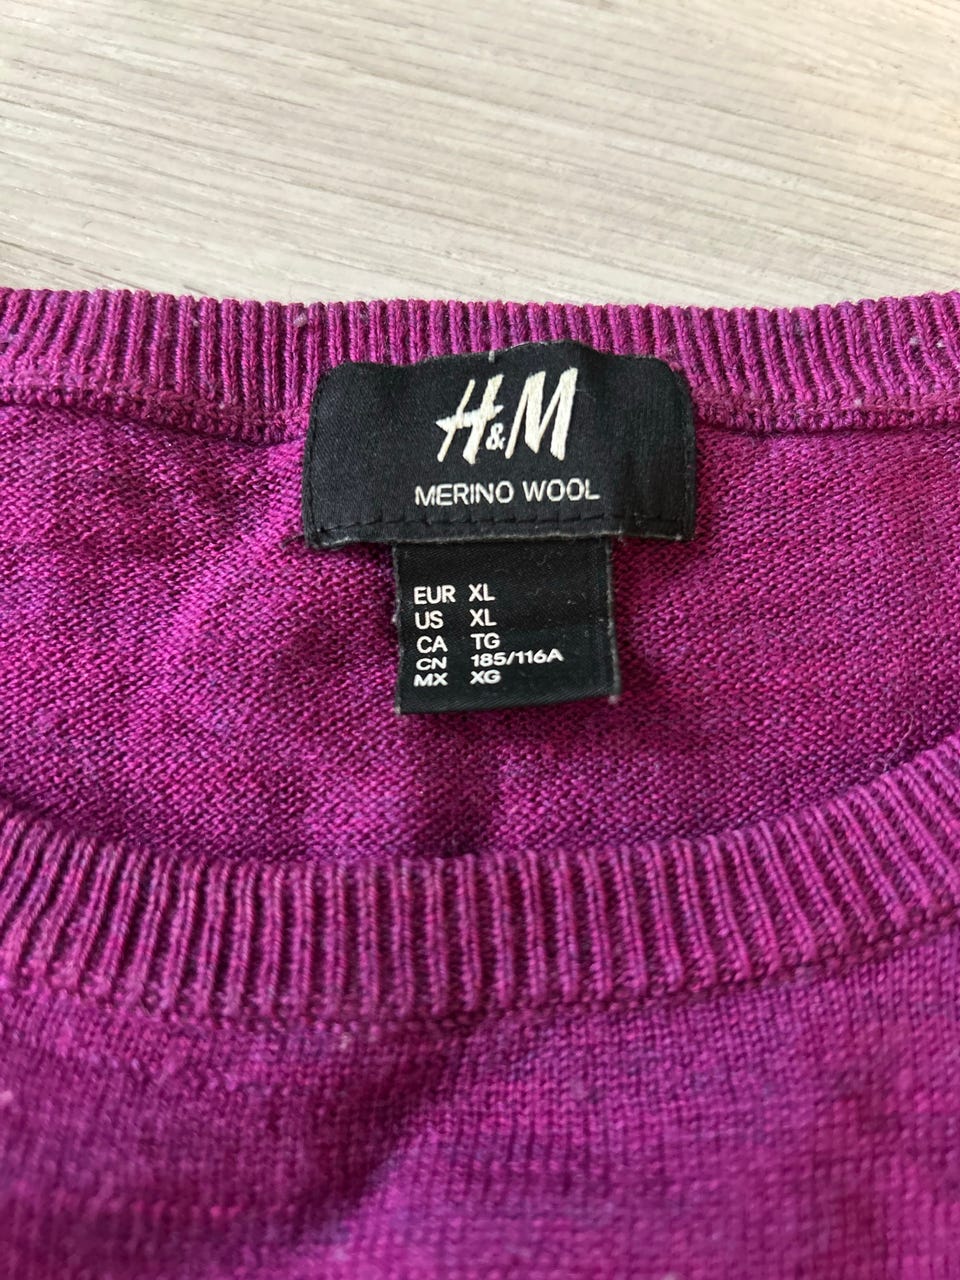 H&M
MERINO WOOL
EUR XL
US XL
CA TG
CN 185/116A
MX XG